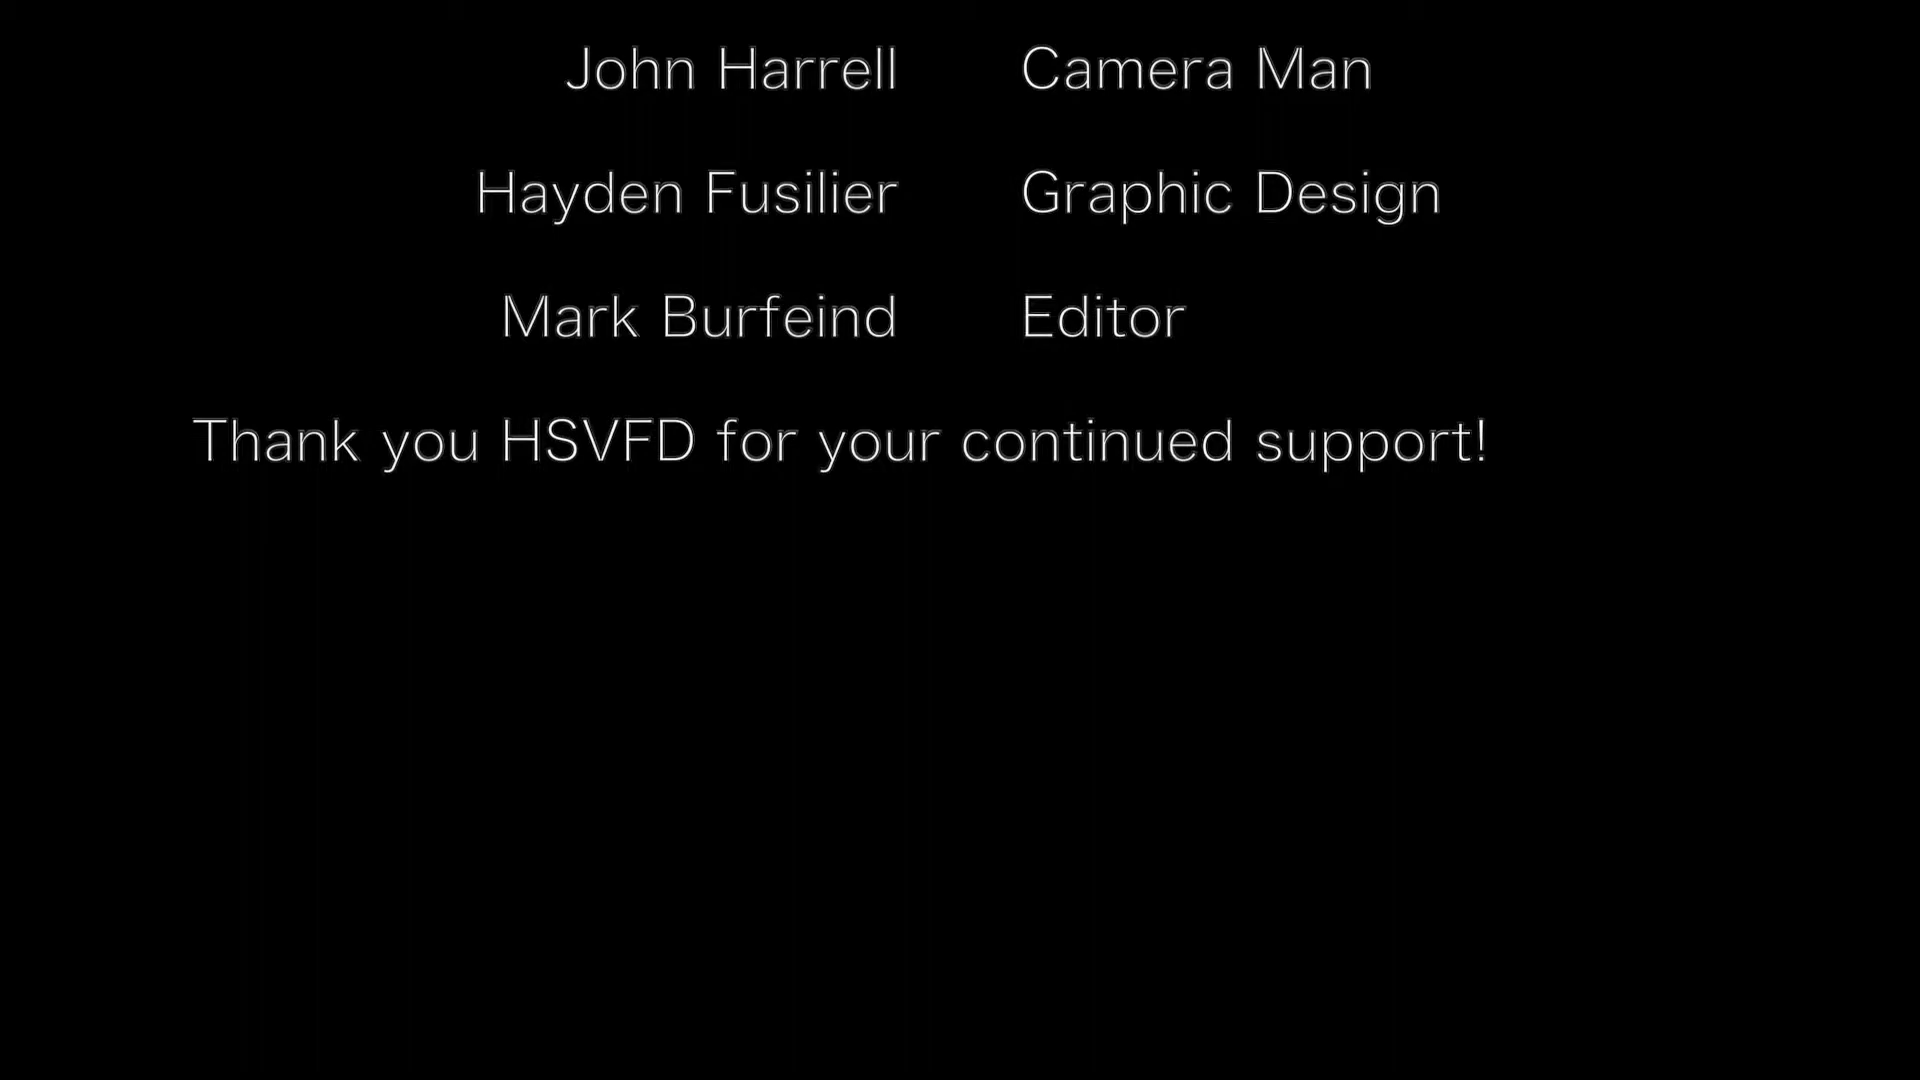 John Harrell Camera Man
Hayden Fusilier Graphic Design
Mark Burfeind Editor
Thank you HSVFD for your continued support!